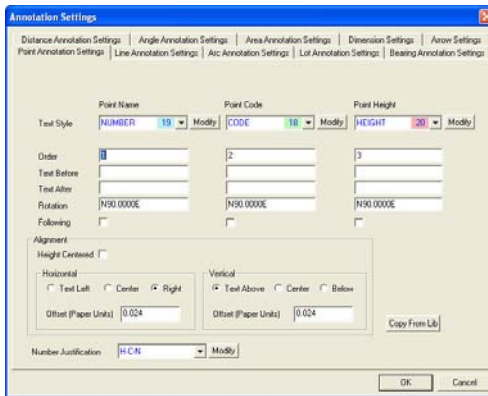 Annotation Settings
Distance Annotation Settings Angle Annotation Settings Area Annotation Settings Dimension Settings Arrow Settings
Point Annotation Settings Line Annotation Settings Arc Annotation Settings Lot Annotation Settings Bearing Annotation Settings
Point Name Point Code Point Height
Text Style NUMBER 19 Modify CODE 18 Modify HEIGHT 20 Modify
Order 1 2 3
Text Before
Text After
Rotation N90.0000E N90.0000E N90.0000E
Following
Alignment
Height Centered
Horizontal Vertical
Text Left Center Right Text Above Center Below
Offset (Paper Units) 0.024 Offset (Paper Units) 0.024
Copy From Lib
Number Justification H-C-N Modify
OK Cancel